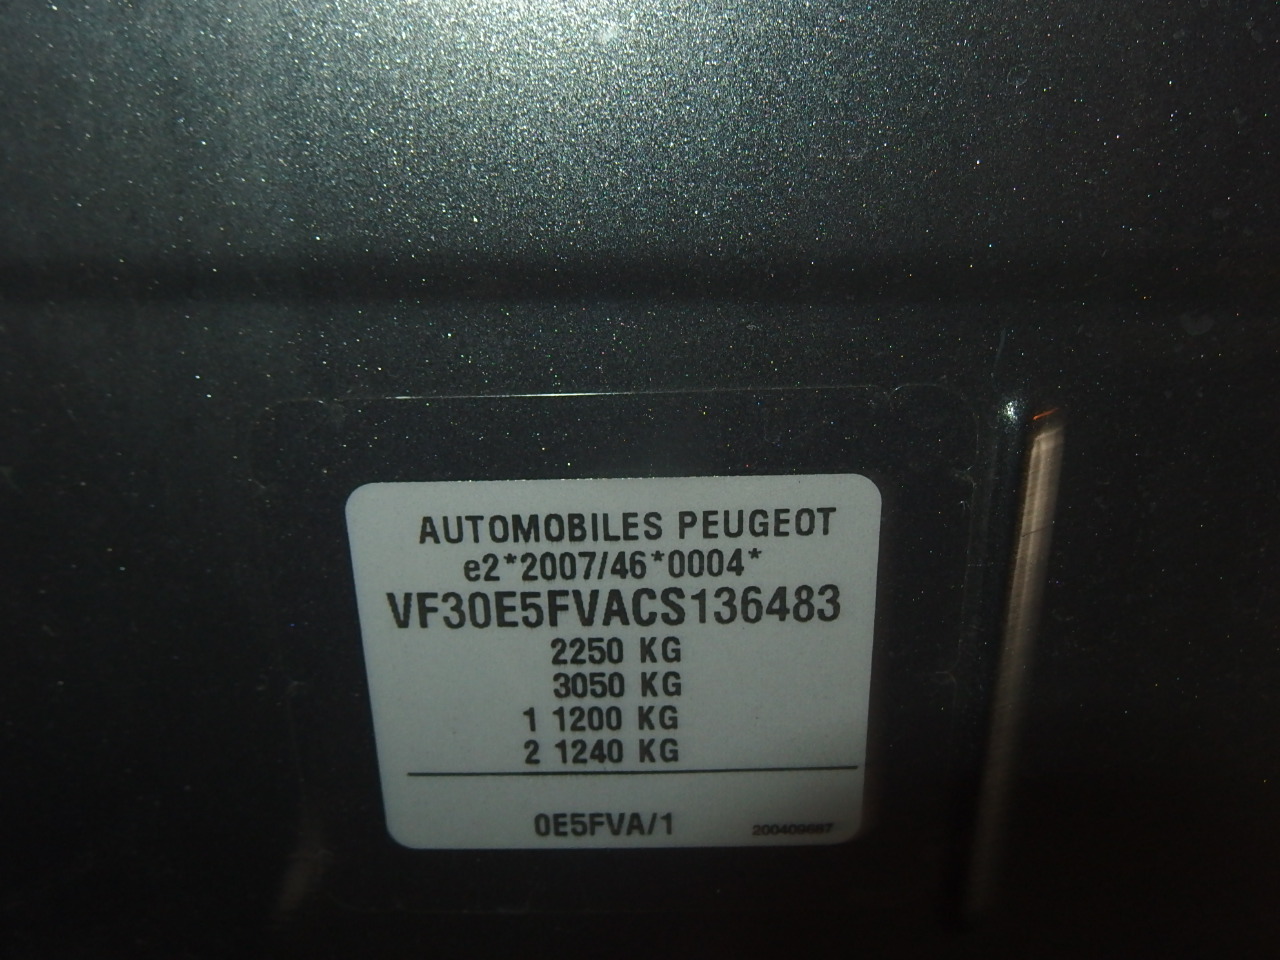 AUTOMOBILES PEUGEOT
e2*2007/46*0004*
VF30E5FVACS136483
2250 KG
3050 KG
1 1200 KG
2 1240 KG
0E5FVA/1
200409687